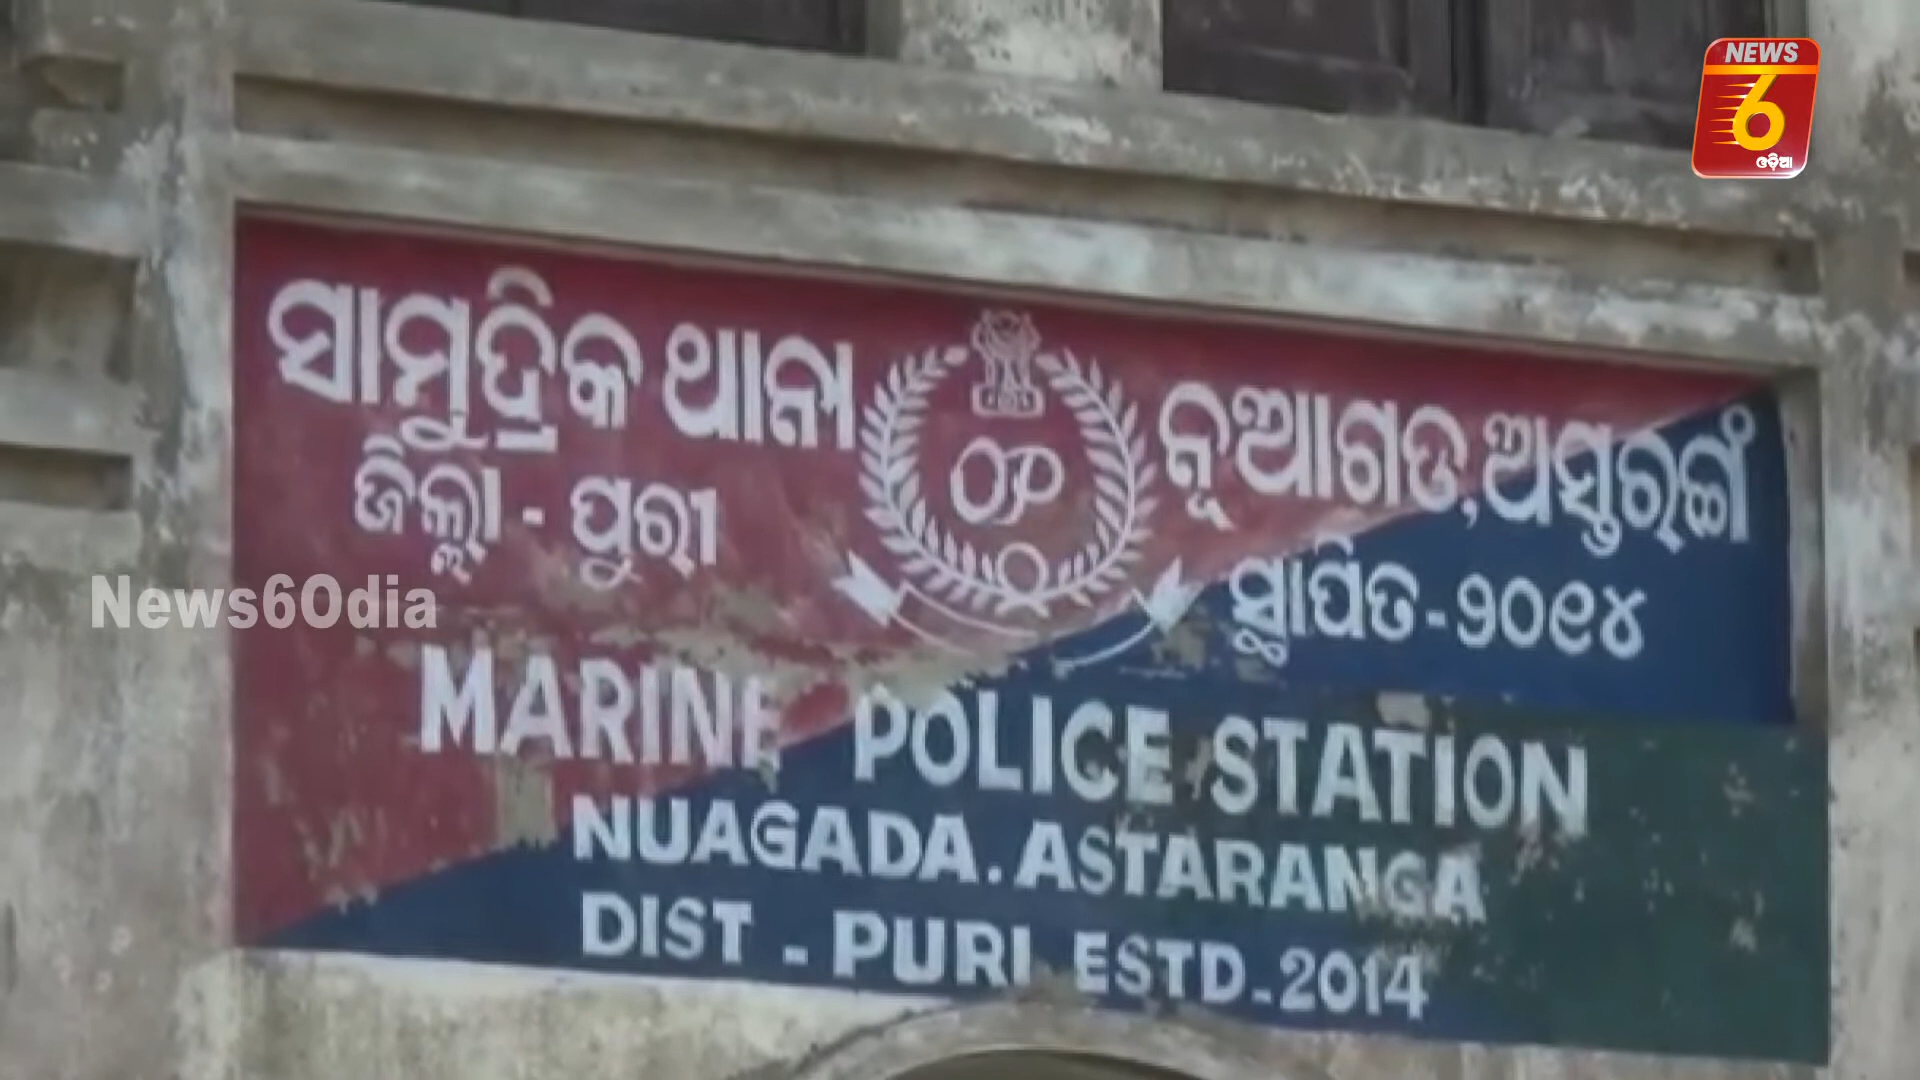 NEWS
6
ଓଡ଼ିଆ
ସାମୁଦ୍ରିକ ଥାନା
ନୂଆଗଡ,ଅସ୍ତରଙ୍ଗ
ଜିଲ୍ଲା - ପୁରୀ
ସ୍ଥାପିତ-୨୦୧୪
News6Odia
MARINE POLICE STATION
NUAGADA. ASTARANGA
DIST - PURI ESTD-2014